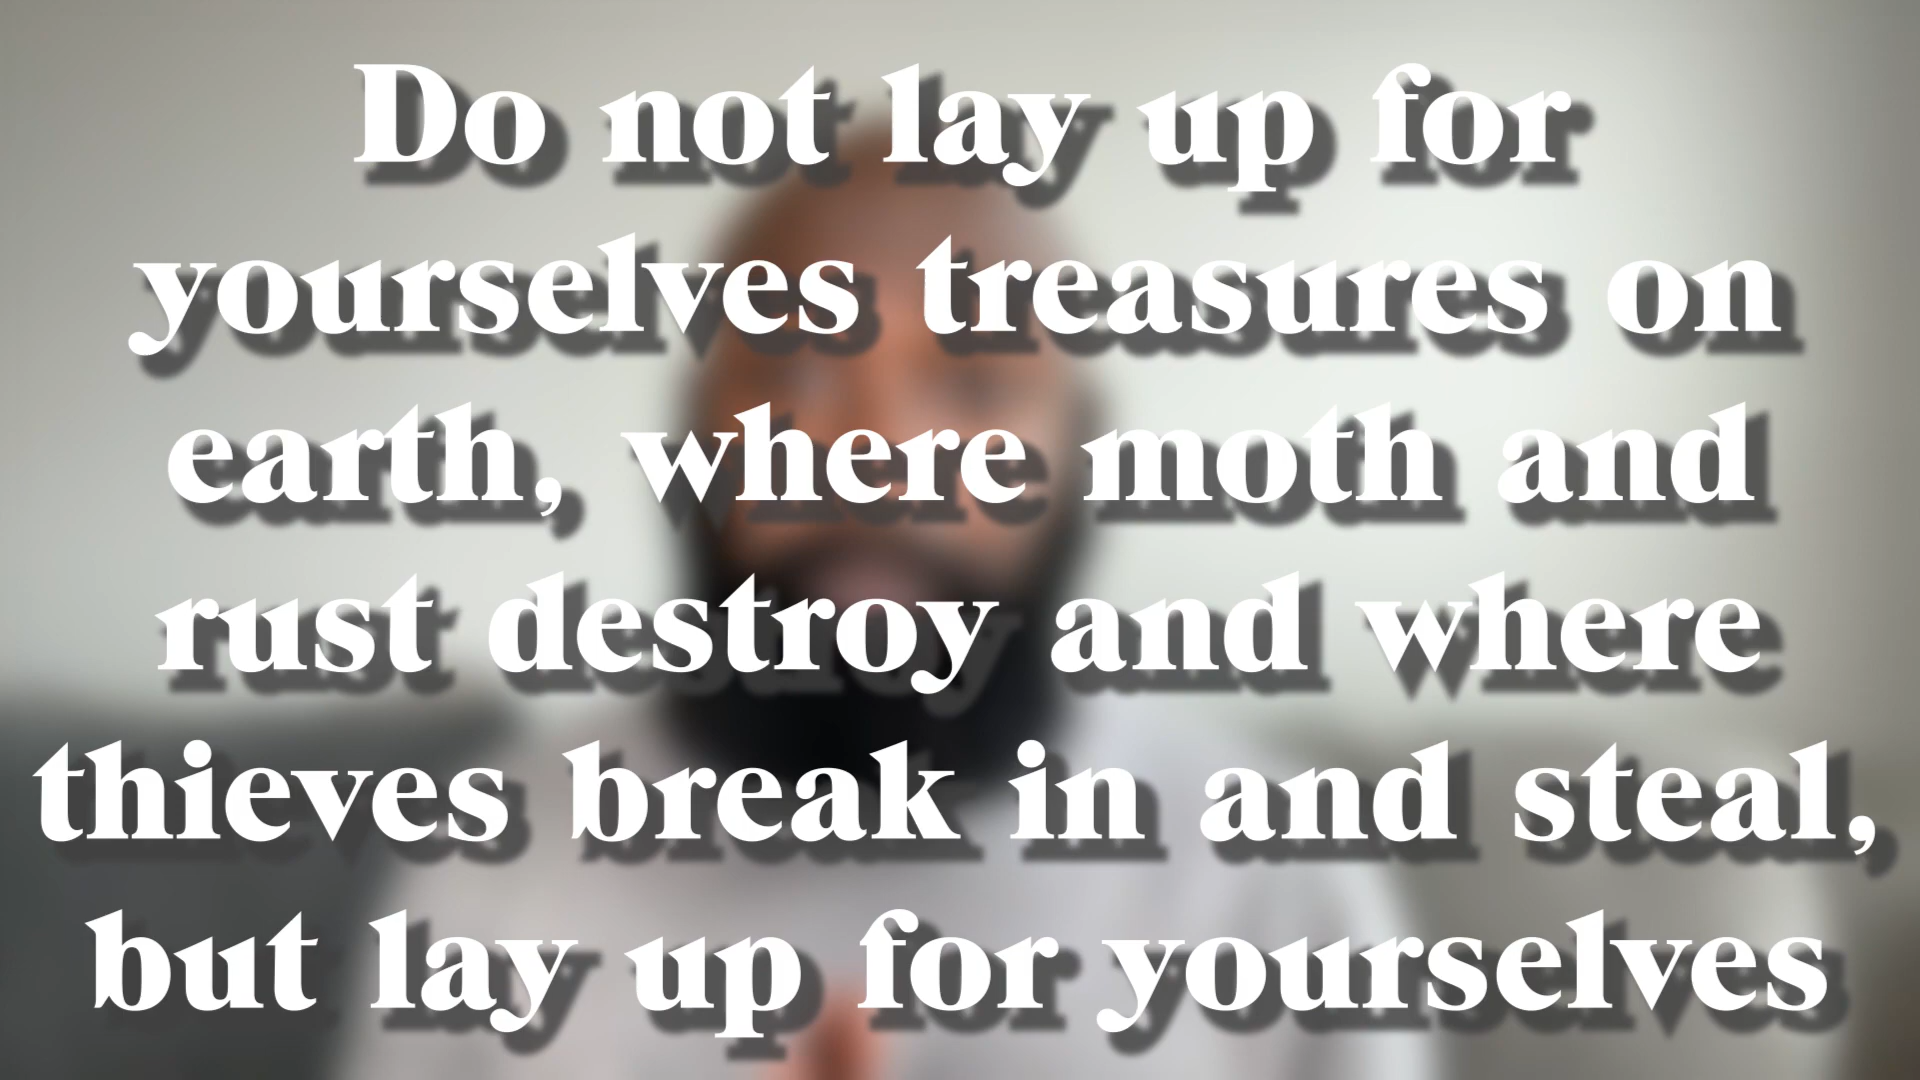 Do not lay up for
yourselves treasures on
earth, where moth and
rust destroy and where
thieves break in and steal,
but lay up for yourselves